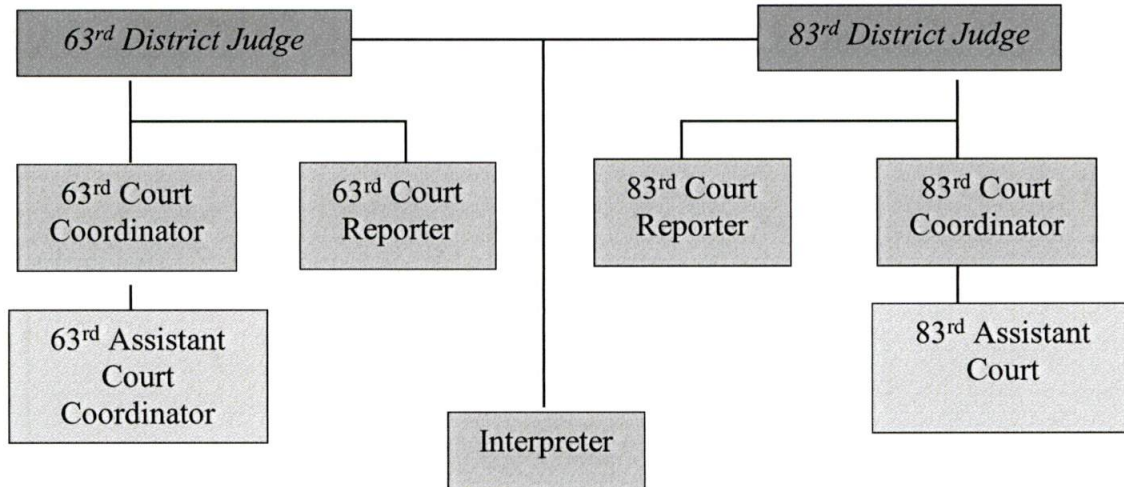 63rd District Judge
83rd District Judge
63rd Court
Coordinator
63rd Court
Reporter
83rd Court
Reporter
83rd Court
Coordinator
63rd Assistant
Court
Coordinator
83rd Assistant
Court
Interpreter